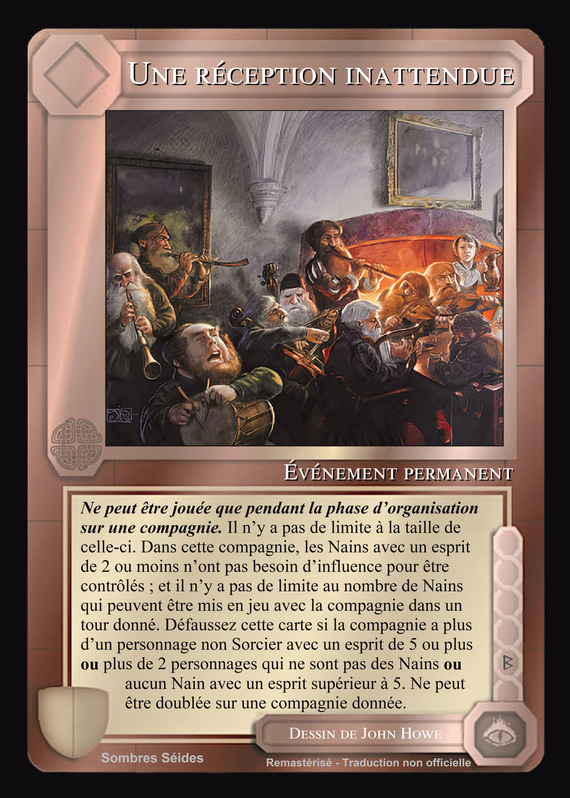 Une réception inattendue
Événement permanent
Ne peut être jouée que pendant la phase d'organisation
sur une compagnie. Il n'y a pas de limite à la taille de
celle-ci. Dans cette compagnie, les Nains avec un esprit
de 2 ou moins n'ont pas besoin d'influence pour être
contrôlés ; et il n'y a pas de limite au nombre de Nains
qui peuvent être mis en jeu avec la compagnie dans un
tour donné. Défaussez cette carte si la compagnie a plus
d'un personnage non Sorcier avec un esprit de 5 ou plus
ou plus de 2 personnages qui ne sont pas des Nains ou
aucun Nain avec un esprit supérieur à 5. Ne peut
être doublée sur une compagnie donnée.
Dessin de John Howe
Sombres Séides
Remastérisé - Traduction non officielle